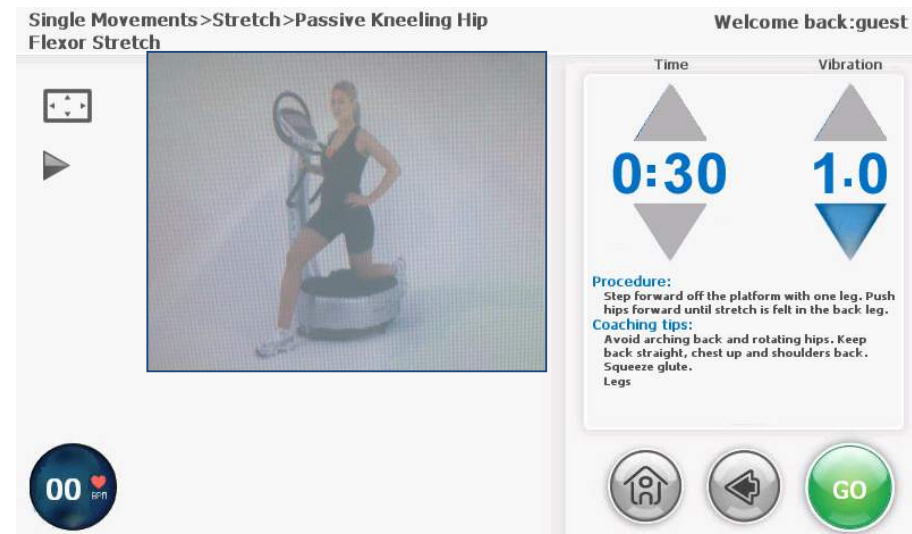 Single Movements>Stretch>Passive Kneeling Hip
Flexor Stretch
Welcome back:guest
Time
Vibration
0:30
1.0
Procedure:
Step forward off the platform with one leg. Push
hips forward until stretch is felt in the back leg.
Coaching tips:
Avoid arching back and rotating hips. Keep
back straight, chest up and shoulders back.
Squeeze glute.
Legs
00 BPM
GO